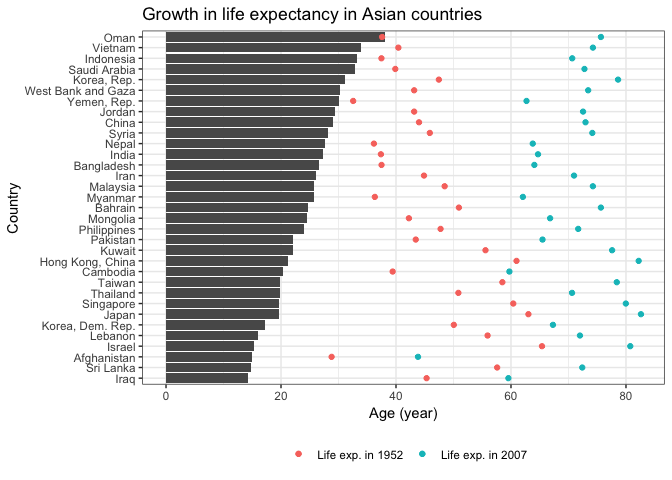 Growth in life expectancy in Asian countries
Country
Oman
Vietnam
Indonesia
Saudi Arabia
Korea, Rep.
West Bank and Gaza
Yemen, Rep.
Jordan
China
Syria
Nepal
India
Bangladesh
Iran
Malaysia
Myanmar
Bahrain
Mongolia
Philippines
Pakistan
Kuwait
Hong Kong, China
Cambodia
Taiwan
Thailand
Singapore
Japan
Korea, Dem. Rep.
Lebanon
Israel
Afghanistan
Sri Lanka
Iraq
0 20 40 60 80
Age (year)
Life exp. in 1952 Life exp. in 2007